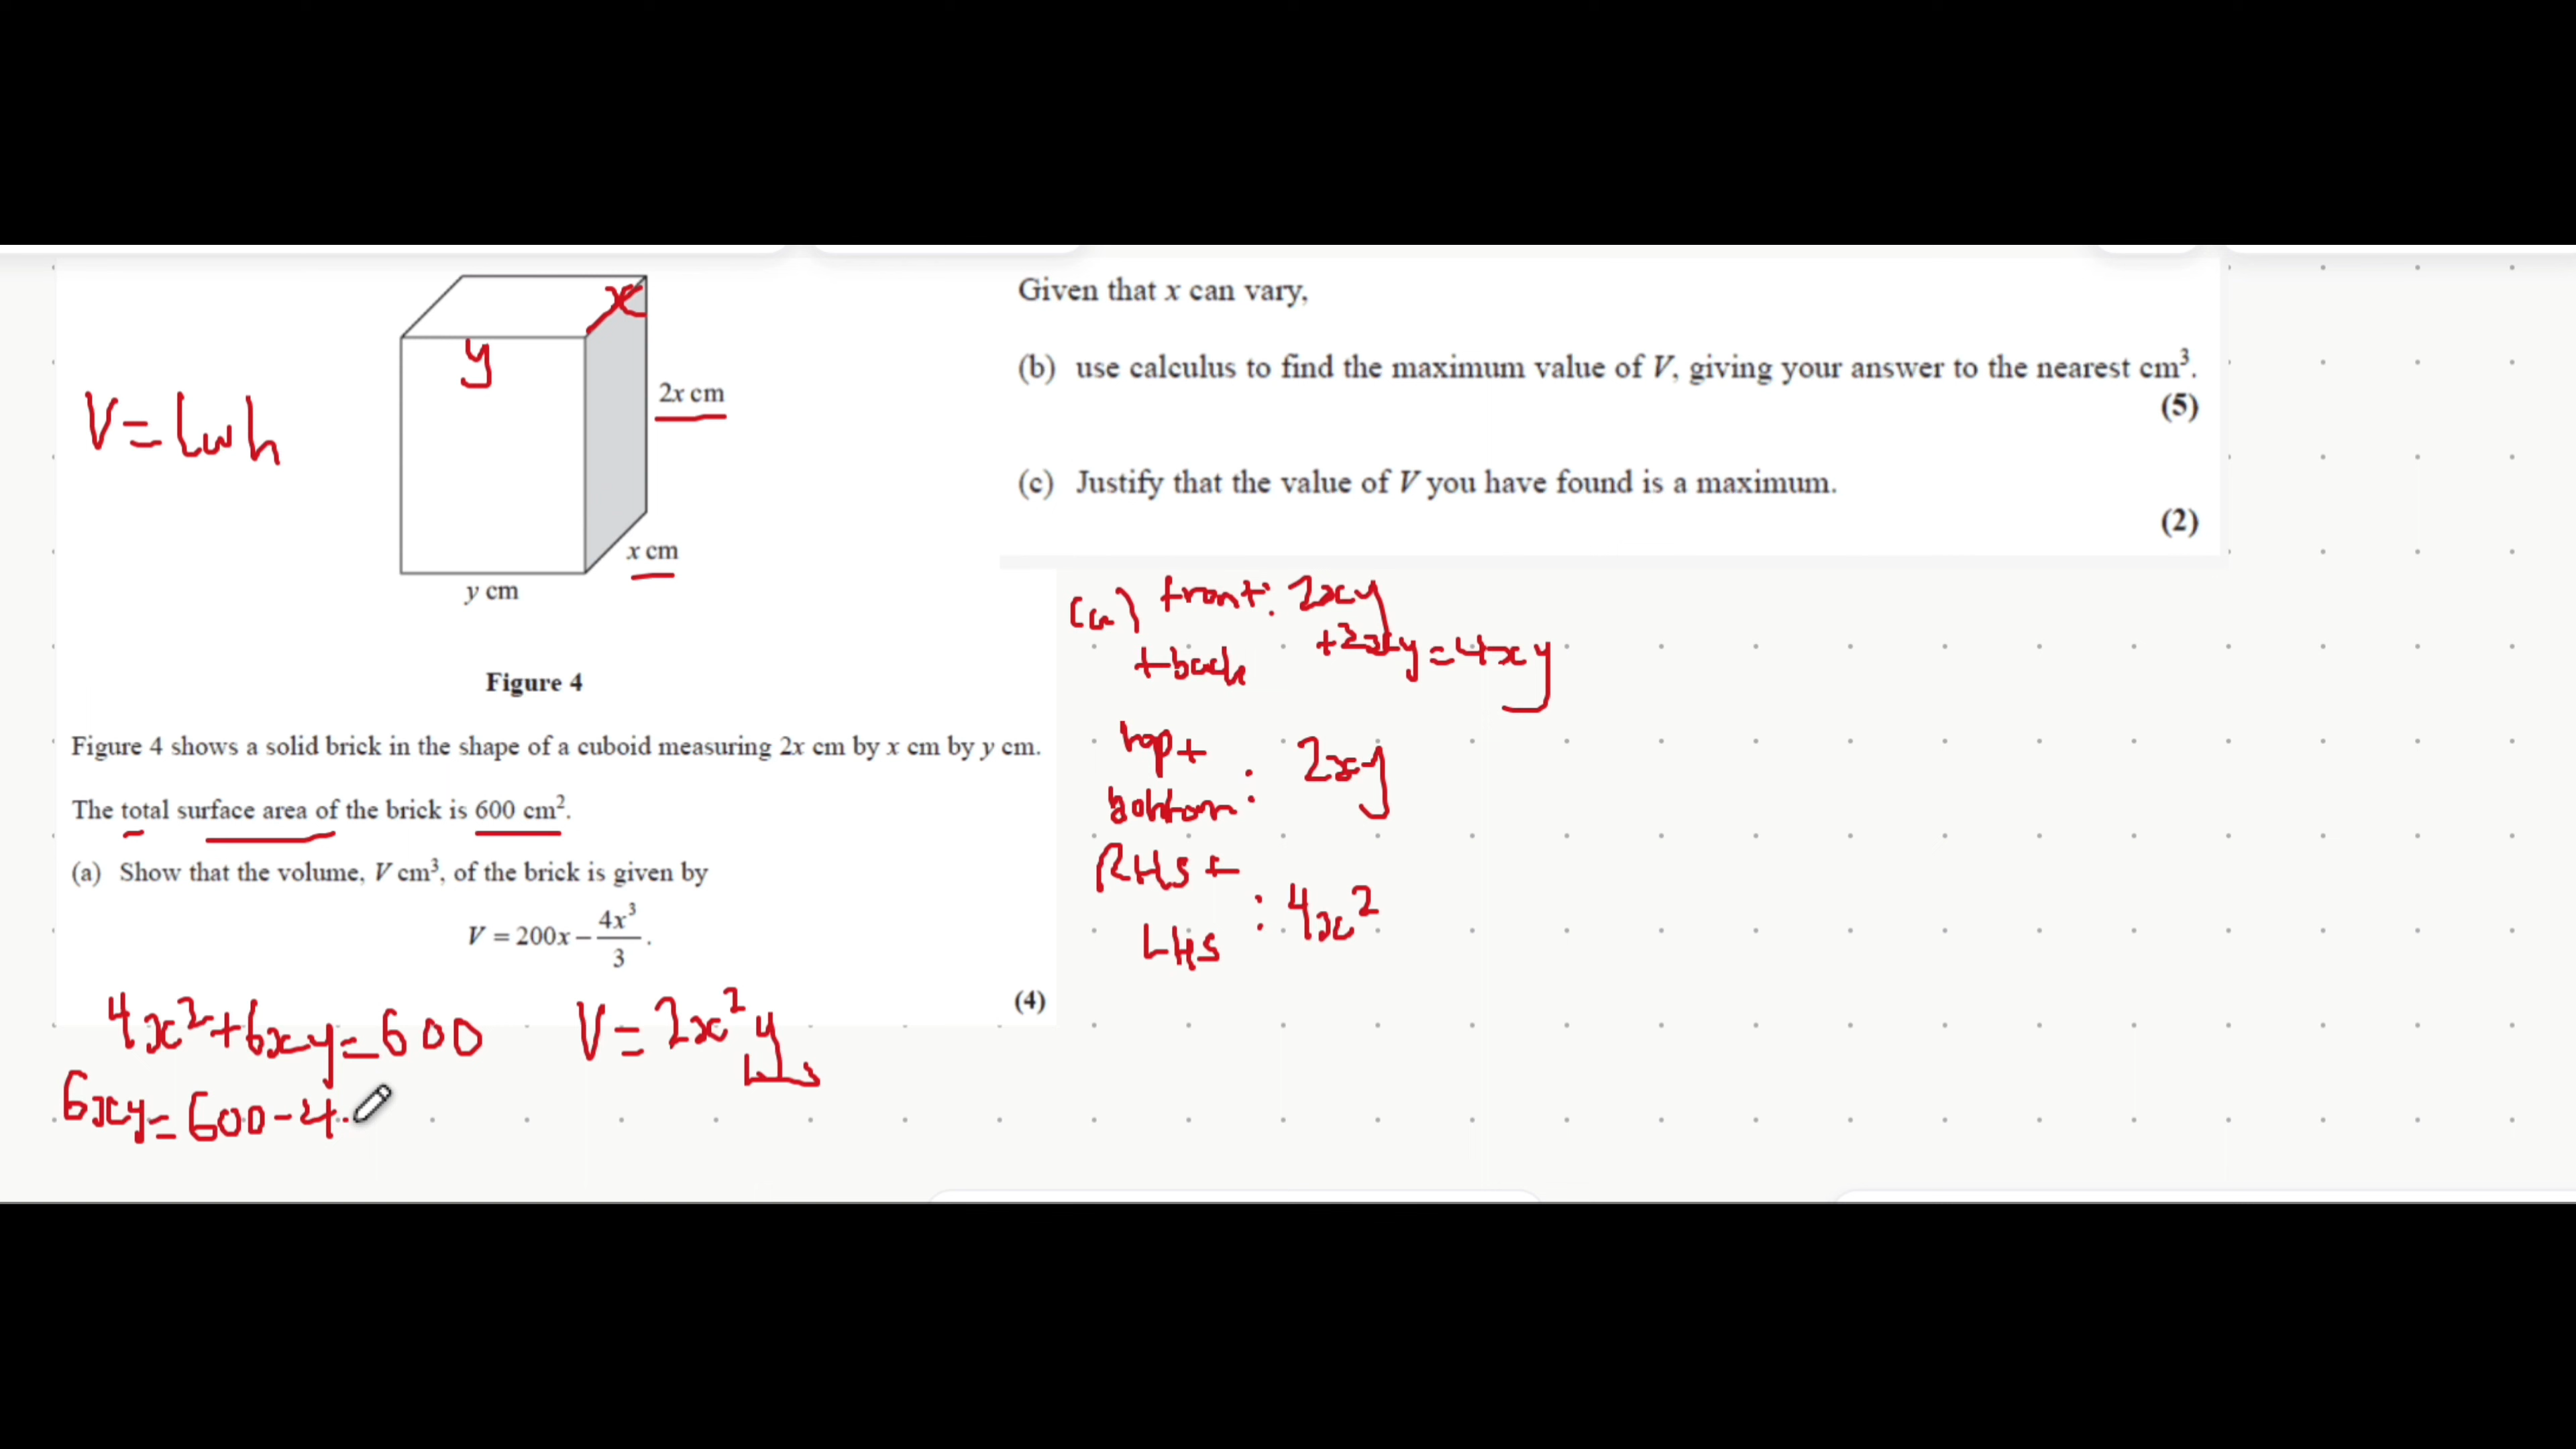 x
y
V = lwh
2x cm
x cm
y cm
Figure 4
Figure 4 shows a solid brick in the shape of a cuboid measuring 2x cm by x cm by y cm.
The total surface area of the brick is 600 cm².
(a) Show that the volume, V cm³, of the brick is given by
V = 200x − 4x³/3 .
(4)
4x² + 6xy = 600
V = 2x²y
6xy = 600 − 4
Given that x can vary,
(b) use calculus to find the maximum value of V, giving your answer to the nearest cm³.
(5)
(c) Justify that the value of V you have found is a maximum.
(2)
(a) front: 2xy
+ back + 2xy = 4xy
top +
bottom : 2xy
RHS +
LHS : 4x²